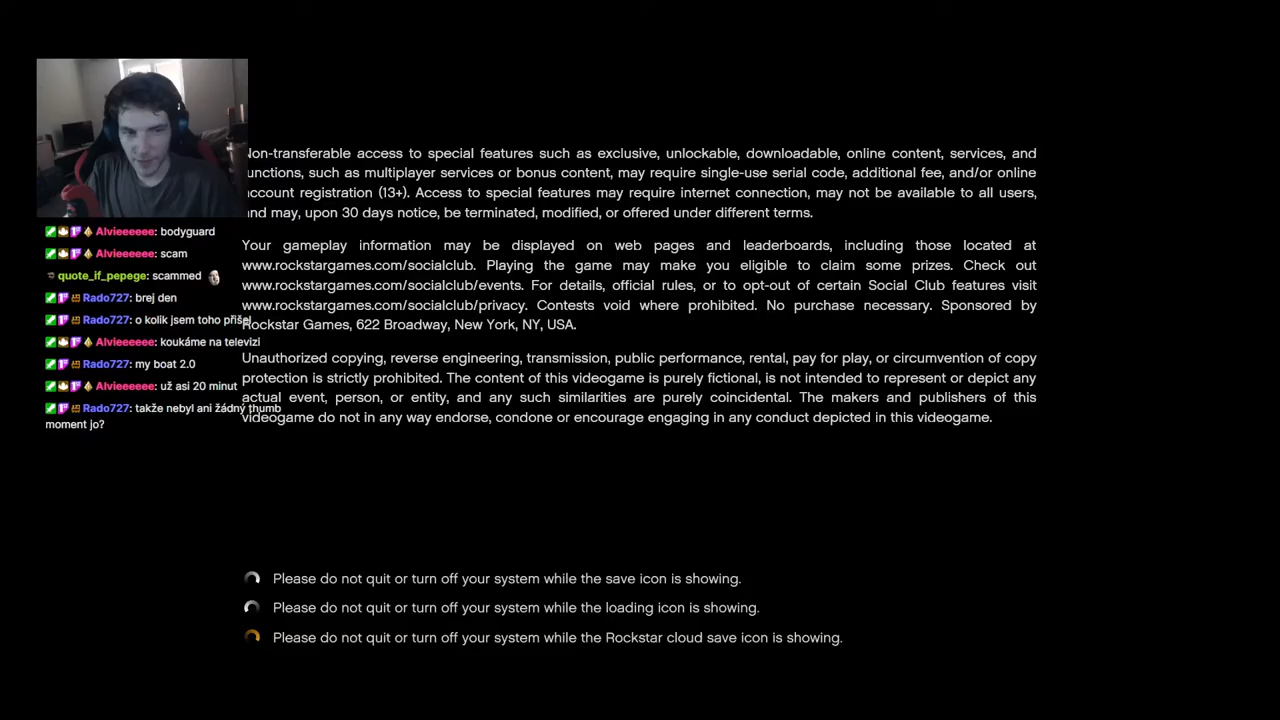 Non-transferable access to special features such as exclusive, unlockable, downloadable, online content, services, and
functions, such as multiplayer services or bonus content, may require single-use serial code, additional fee, and/or online
account registration (13+). Access to special features may require internet connection, may not be available to all users,
and may, upon 30 days notice, be terminated, modified, or offered under different terms.
Your gameplay information may be displayed on web pages and leaderboards, including those located at
www.rockstargames.com/socialclub. Playing the game may make you eligible to claim some prizes. Check out
www.rockstargames.com/socialclub/events. For details, official rules, or to opt-out of certain Social Club features visit
www.rockstargames.com/socialclub/privacy. Contests void where prohibited. No purchase necessary. Sponsored by
Rockstar Games, 622 Broadway, New York, NY, USA.
Unauthorized copying, reverse engineering, transmission, public performance, rental, pay for play, or circumvention of copy
protection is strictly prohibited. The content of this videogame is purely fictional, is not intended to represent or depict any
actual event, person, or entity, and any such similarities are purely coincidental. The makers and publishers of this
videogame do not in any way endorse, condone or encourage engaging in any conduct depicted in this videogame.
Alvieeeeee: bodyguard
Alvieeeeee: scam
quote_if_pepege: scammed
Rado727: brej den
Rado727: o kolik jsem toho přišel
Alvieeeeee: koukáme na televizi
Rado727: my boat 2.0
Alvieeeeee: už asi 20 minut
Rado727: takže nebyl ani žádný thumb
moment jo?
Please do not quit or turn off your system while the save icon is showing.
Please do not quit or turn off your system while the loading icon is showing.
Please do not quit or turn off your system while the Rockstar cloud save icon is showing.